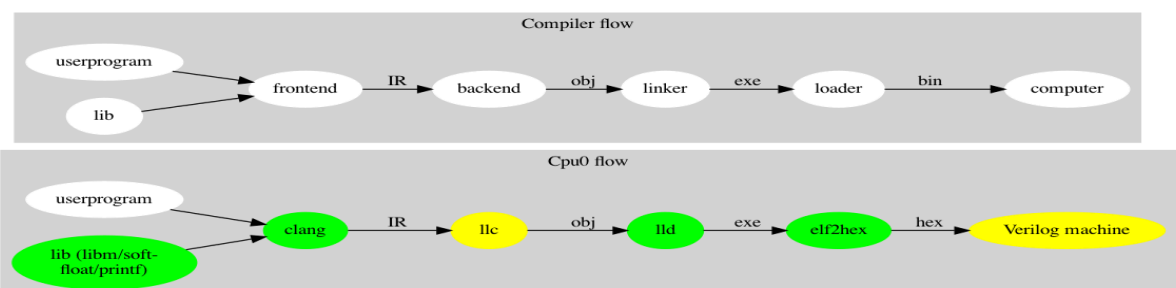 Compiler flow
userprogram
lib
frontend
IR
backend
obj
linker
exe
loader
bin
computer
Cpu0 flow
userprogram
lib (libm/soft-
float/printf)
clang
IR
llc
obj
lld
exe
elf2hex
hex
Verilog machine